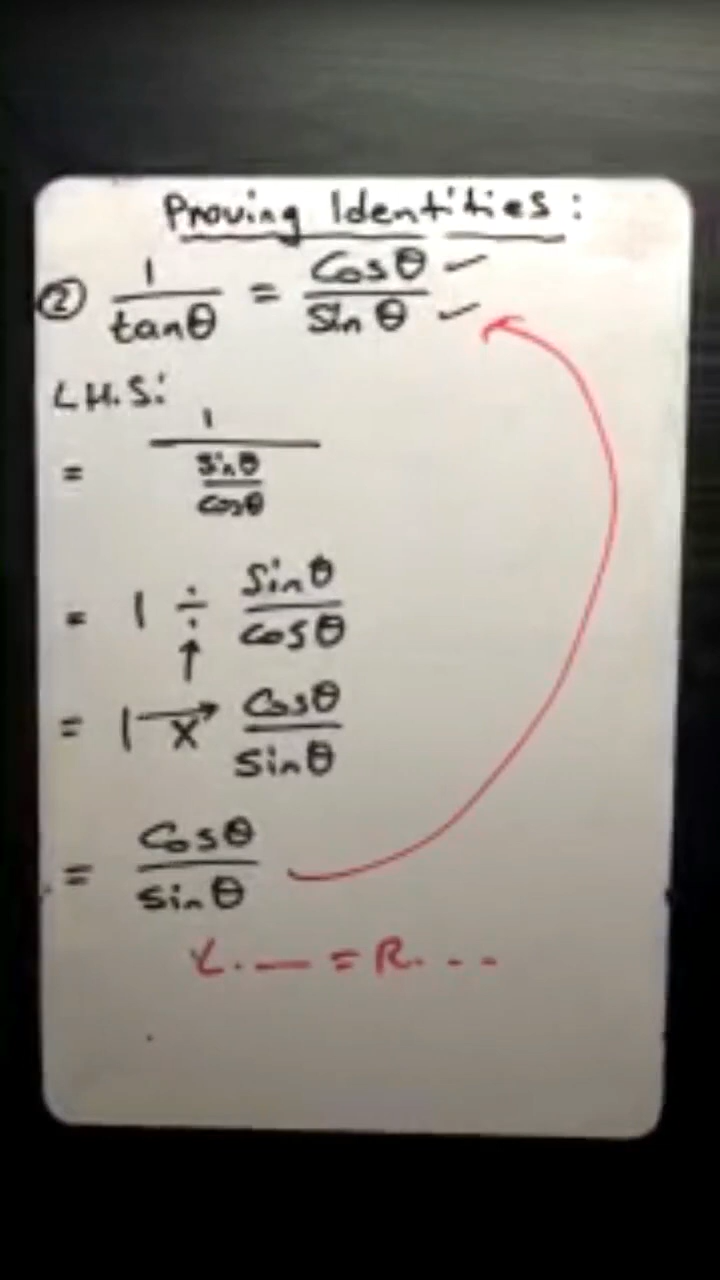 Proving Identities:
② 1/tanθ = Cosθ/Sinθ ✓ ✓
L.H.S:
= 1/(sinθ/cosθ)
= 1 ÷ Sinθ/cosθ
↑
= 1 → x Cosθ/sinθ
= Cosθ/sinθ
L. — = R. - - -